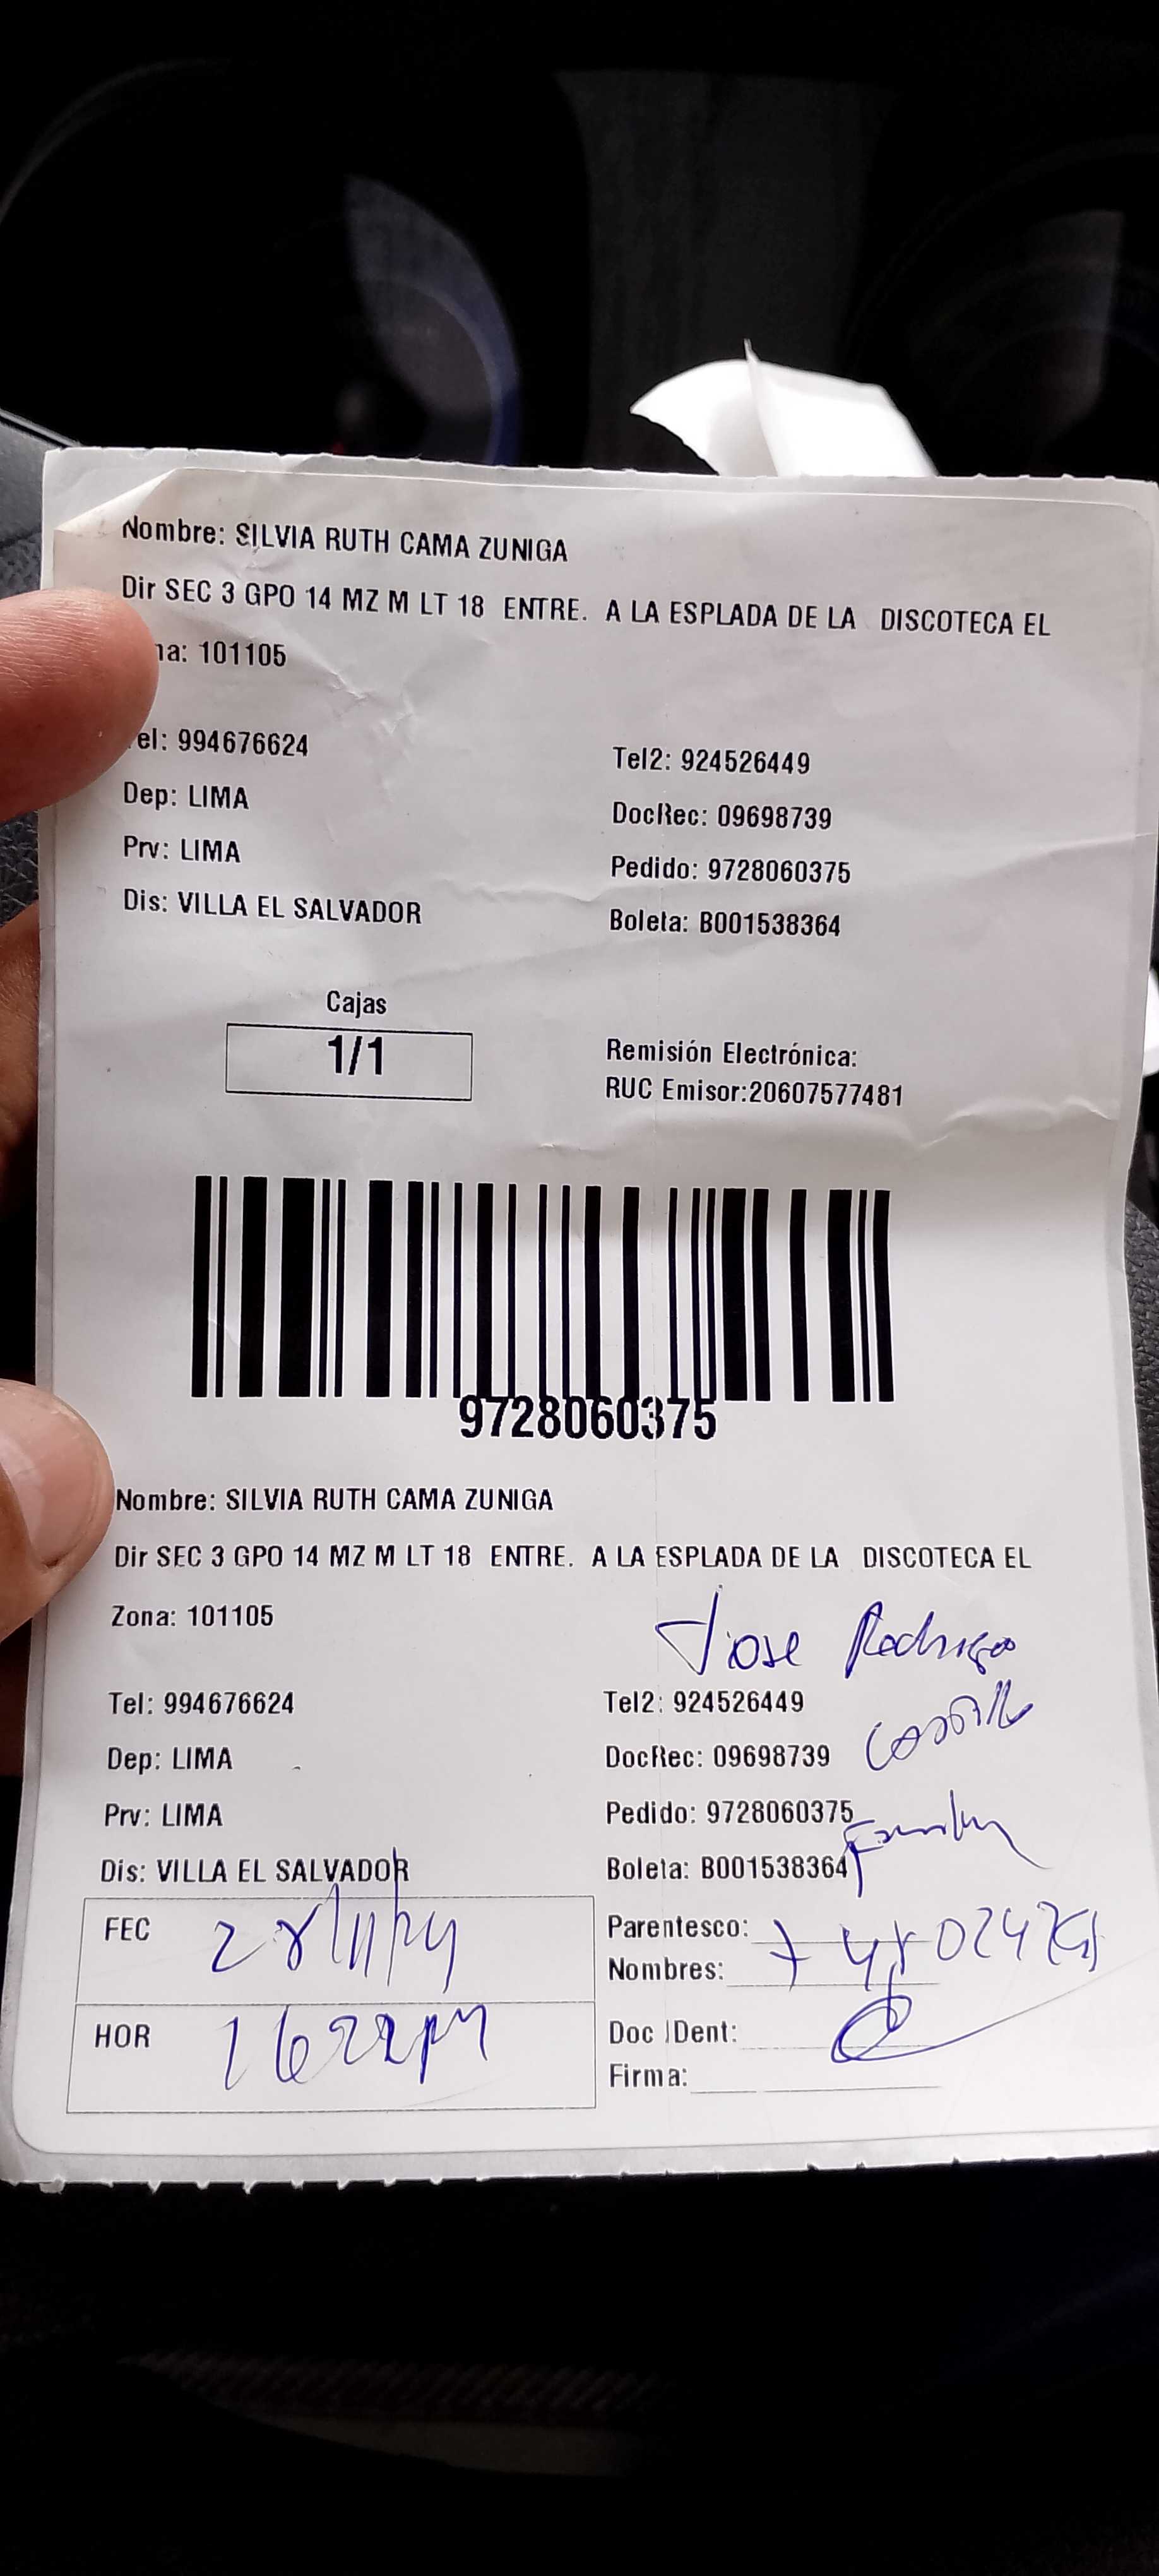 Nombre: SILVIA RUTH CAMA ZUNIGA
Dir SEC 3 GPO 14 MZ M LT 18 ENTRE. A LA ESPLADA DE LA DISCOTECA EL
na: 101105
el: 994676624 Tel2: 924526449
Dep: LIMA DocRec: 09698739
Prv: LIMA Pedido: 9728060375
Dis: VILLA EL SALVADOR Boleta: B001538364
Cajas
1/1
Remisión Electrónica:
RUC Emisor:20607577481
9728060375
Nombre: SILVIA RUTH CAMA ZUNIGA
Dir SEC 3 GPO 14 MZ M LT 18 ENTRE. A LA ESPLADA DE LA DISCOTECA EL
Zona: 101105
Jose Rodrigo
Tel: 994676624 Tel2: 924526449
Castillo
Dep: LIMA DocRec: 09698739
Prv: LIMA Pedido: 9728060375
Dis: VILLA EL SALVADOR Boleta: B001538364
FEC Parentesco:
Nombres:
HOR Doc IDent:
Firma: